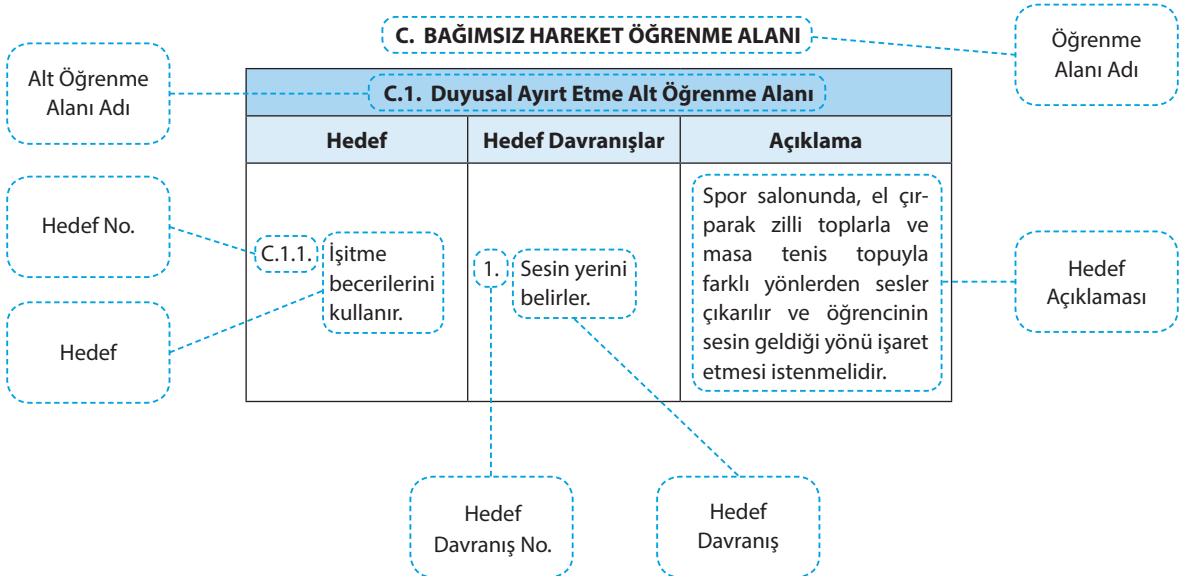 C. BAĞIMSIZ HAREKET ÖĞRENME ALANI
Öğrenme
Alanı Adı
Alt Öğrenme
Alanı Adı
C.1. Duyusal Ayırt Etme Alt Öğrenme Alanı
Hedef
Hedef Davranışlar
Açıklama
Hedef No.
Hedef
C.1.1. İşitme
becerilerini
kullanır.
1. Sesin yerini
belirler.
Spor salonunda, el çır-
parak zilli toplarla ve
masa tenis topuyla
farklı yönlerden sesler
çıkarılır ve öğrencinin
sesin geldiği yönü işaret
etmesi istenmelidir.
Hedef
Açıklaması
Hedef
Davranış No.
Hedef
Davranış